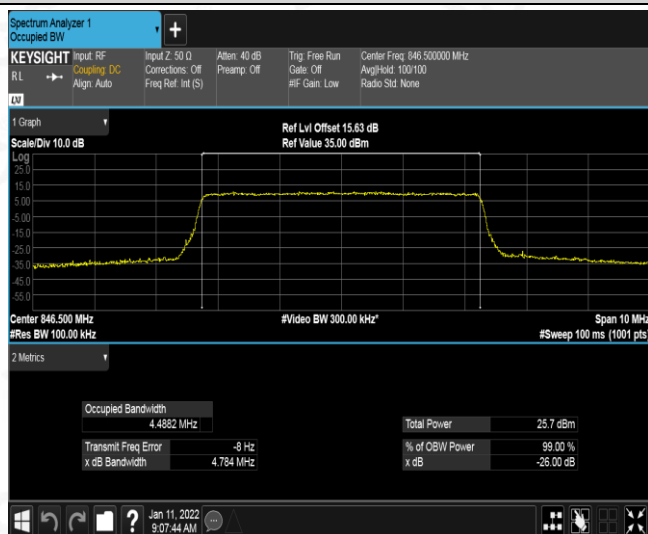 Spectrum Analyzer 1
Occupied BW
+
KEYSIGHT
RL
LXI
Input: RF
Coupling: DC
Align: Auto
Input Z: 50 Ω
Corrections: Off
Freq Ref: Int (S)
Atten: 40 dB
Preamp: Off
Trig: Free Run
Gate: Off
#IF Gain: Low
Center Freq: 846.500000 MHz
Avg|Hold: 100/100
Radio Std: None
1 Graph
Scale/Div 10.0 dB
Ref Lvl Offset 15.63 dB
Ref Value 35.00 dBm
Log
25.0
15.0
5.00
-5.00
-15.0
-25.0
-35.0
-45.0
-55.0
Center 846.500 MHz
#Res BW 100.00 kHz
#Video BW 300.00 kHz*
Span 10 MHz
#Sweep 100 ms (1001 pts)
2 Metrics
Occupied Bandwidth
4.4882 MHz
Transmit Freq Error -8 Hz
x dB Bandwidth 4.784 MHz
Total Power 25.7 dBm
% of OBW Power 99.00 %
x dB -26.00 dB
?
Jan 11, 2022
9:07:44 AM